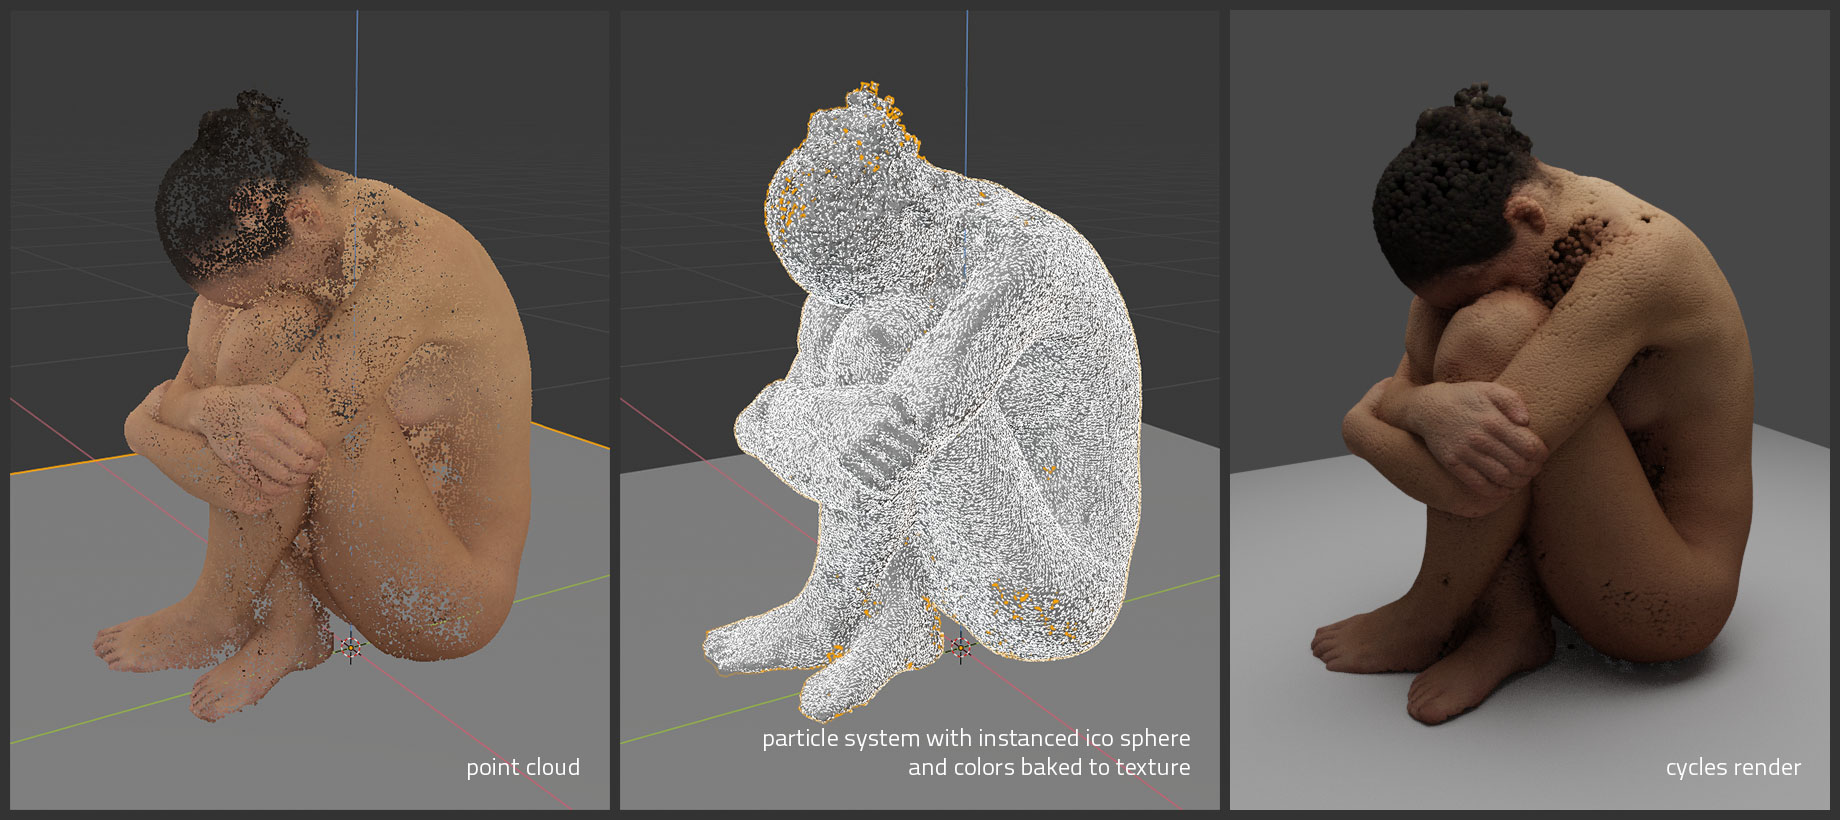 point cloud
particle system with instanced ico sphere
and colors baked to texture
cycles render